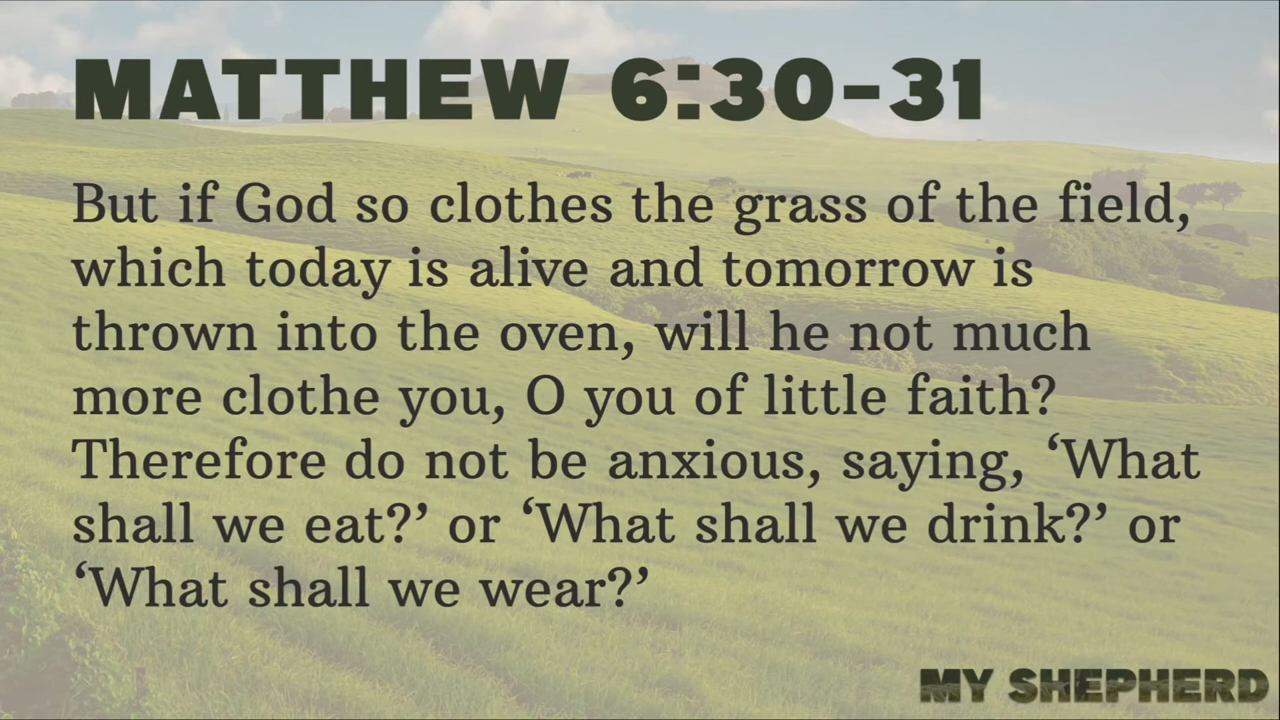 MATTHEW 6:30-31
But if God so clothes the grass of the field,
which today is alive and tomorrow is
thrown into the oven, will he not much
more clothe you, O you of little faith?
Therefore do not be anxious, saying, ‘What
shall we eat?’ or ‘What shall we drink?’ or
‘What shall we wear?’
MY SHEPHERD